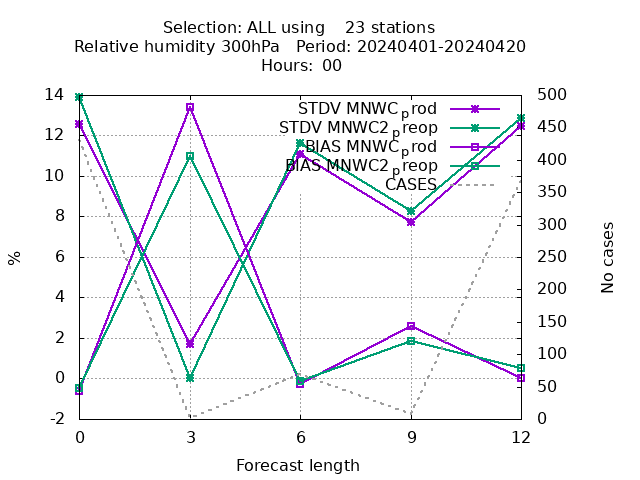 Selection: ALL using    23 stations
Relative humidity 300hPa   Period: 20240401-20240420
Hours: 00
14
12
10
8
6
4
2
0
-2
%
STDV MNWC_prod
STDV MNWC2_preop
BIAS MNWC_prod
BIAS MNWC2_preop
CASES
500
450
400
350
300
250
200
150
100
50
0
No cases
0 3 6 9 12
Forecast length